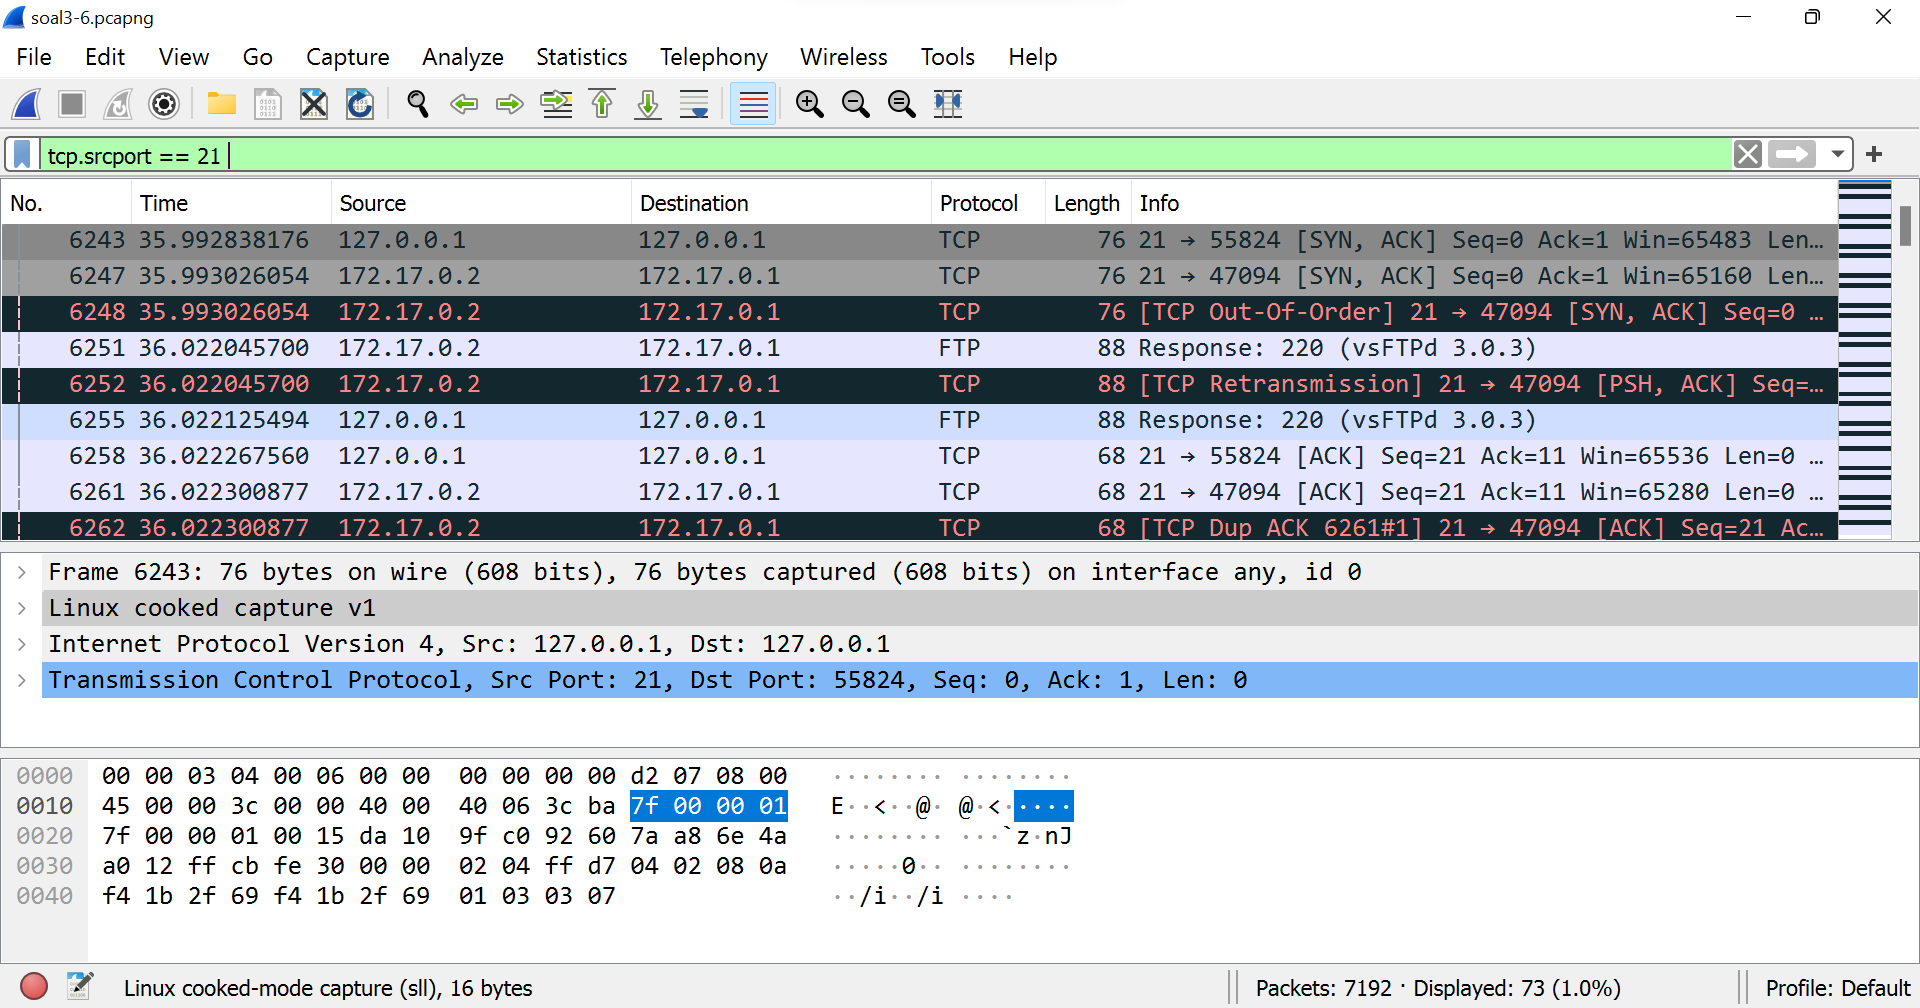 soal3-6.pcapng
File Edit View Go Capture Analyze Statistics Telephony Wireless Tools Help
tcp.srcport == 21
No. Time Source Destination Protocol Length Info
6243 35.992838176 127.0.0.1 127.0.0.1 TCP 76 21 → 55824 [SYN, ACK] Seq=0 Ack=1 Win=65483 Len…
6247 35.993026054 172.17.0.2 172.17.0.1 TCP 76 21 → 47094 [SYN, ACK] Seq=0 Ack=1 Win=65160 Len…
6248 35.993026054 172.17.0.2 172.17.0.1 TCP 76 [TCP Out-Of-Order] 21 → 47094 [SYN, ACK] Seq=0 …
6251 36.022045700 172.17.0.2 172.17.0.1 FTP 88 Response: 220 (vsFTPd 3.0.3)
6252 36.022045700 172.17.0.2 172.17.0.1 TCP 88 [TCP Retransmission] 21 → 47094 [PSH, ACK] Seq=…
6255 36.022125494 127.0.0.1 127.0.0.1 FTP 88 Response: 220 (vsFTPd 3.0.3)
6258 36.022267560 127.0.0.1 127.0.0.1 TCP 68 21 → 55824 [ACK] Seq=21 Ack=11 Win=65536 Len=0 …
6261 36.022300877 172.17.0.2 172.17.0.1 TCP 68 21 → 47094 [ACK] Seq=21 Ack=11 Win=65280 Len=0 …
6262 36.022300877 172.17.0.2 172.17.0.1 TCP 68 [TCP Dup ACK 6261#1] 21 → 47094 [ACK] Seq=21 Ac…
Frame 6243: 76 bytes on wire (608 bits), 76 bytes captured (608 bits) on interface any, id 0
Linux cooked capture v1
Internet Protocol Version 4, Src: 127.0.0.1, Dst: 127.0.0.1
Transmission Control Protocol, Src Port: 21, Dst Port: 55824, Seq: 0, Ack: 1, Len: 0
0000 00 00 03 04 00 06 00 00 00 00 00 00 d2 07 08 00 ········ ········
0010 45 00 00 3c 00 00 40 00 40 06 3c ba 7f 00 00 01 E··<··@· @·<·····
0020 7f 00 00 01 00 15 da 10 9f c0 92 60 7a a8 6e 4a ········ ···`z·nJ
0030 a0 12 ff cb fe 30 00 00 02 04 ff d7 04 02 08 0a ·····0·· ········
0040 f4 1b 2f 69 f4 1b 2f 69 01 03 03 07 ··/i··/i ····
Linux cooked-mode capture (sll), 16 bytes
Packets: 7192 · Displayed: 73 (1.0%)
Profile: Default